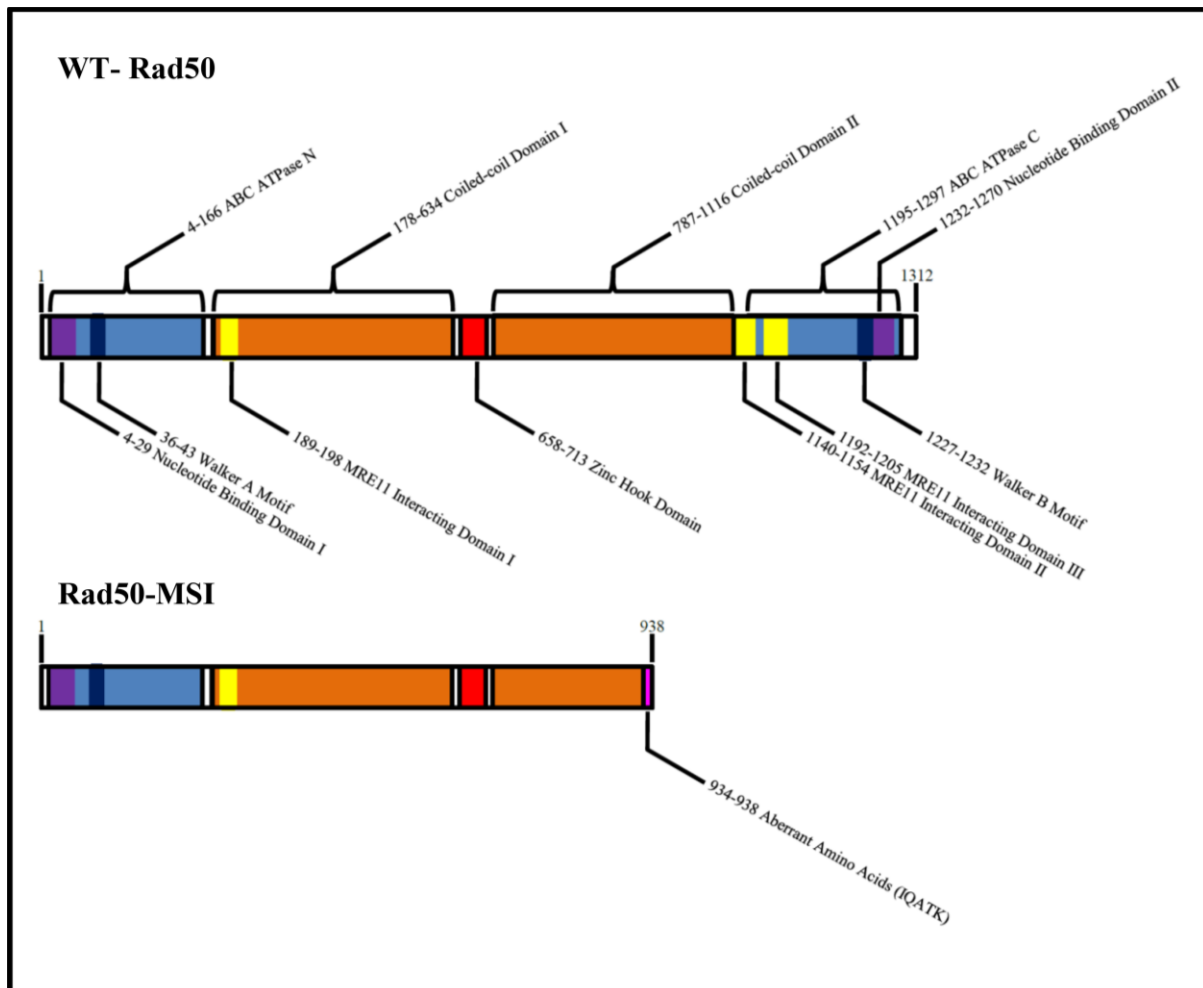 WT- Rad50
4-166 ABC ATPase N
178-634 Coiled-coil Domain I
787-1116 Coiled-coil Domain II
1195-1297 ABC ATPase C
1232-1270 Nucleotide Binding Domain II
1
1312
4-29 Nucleotide Binding Domain I
36-43 Walker A Motif
189-198 MRE11 Interacting Domain I
658-713 Zinc Hook Domain
1140-1154 MRE11 Interacting Domain II
1192-1205 MRE11 Interacting Domain III
1227-1232 Walker B Motif
Rad50-MSI
1
938
934-938 Aberrant Amino Acids (IQATK)